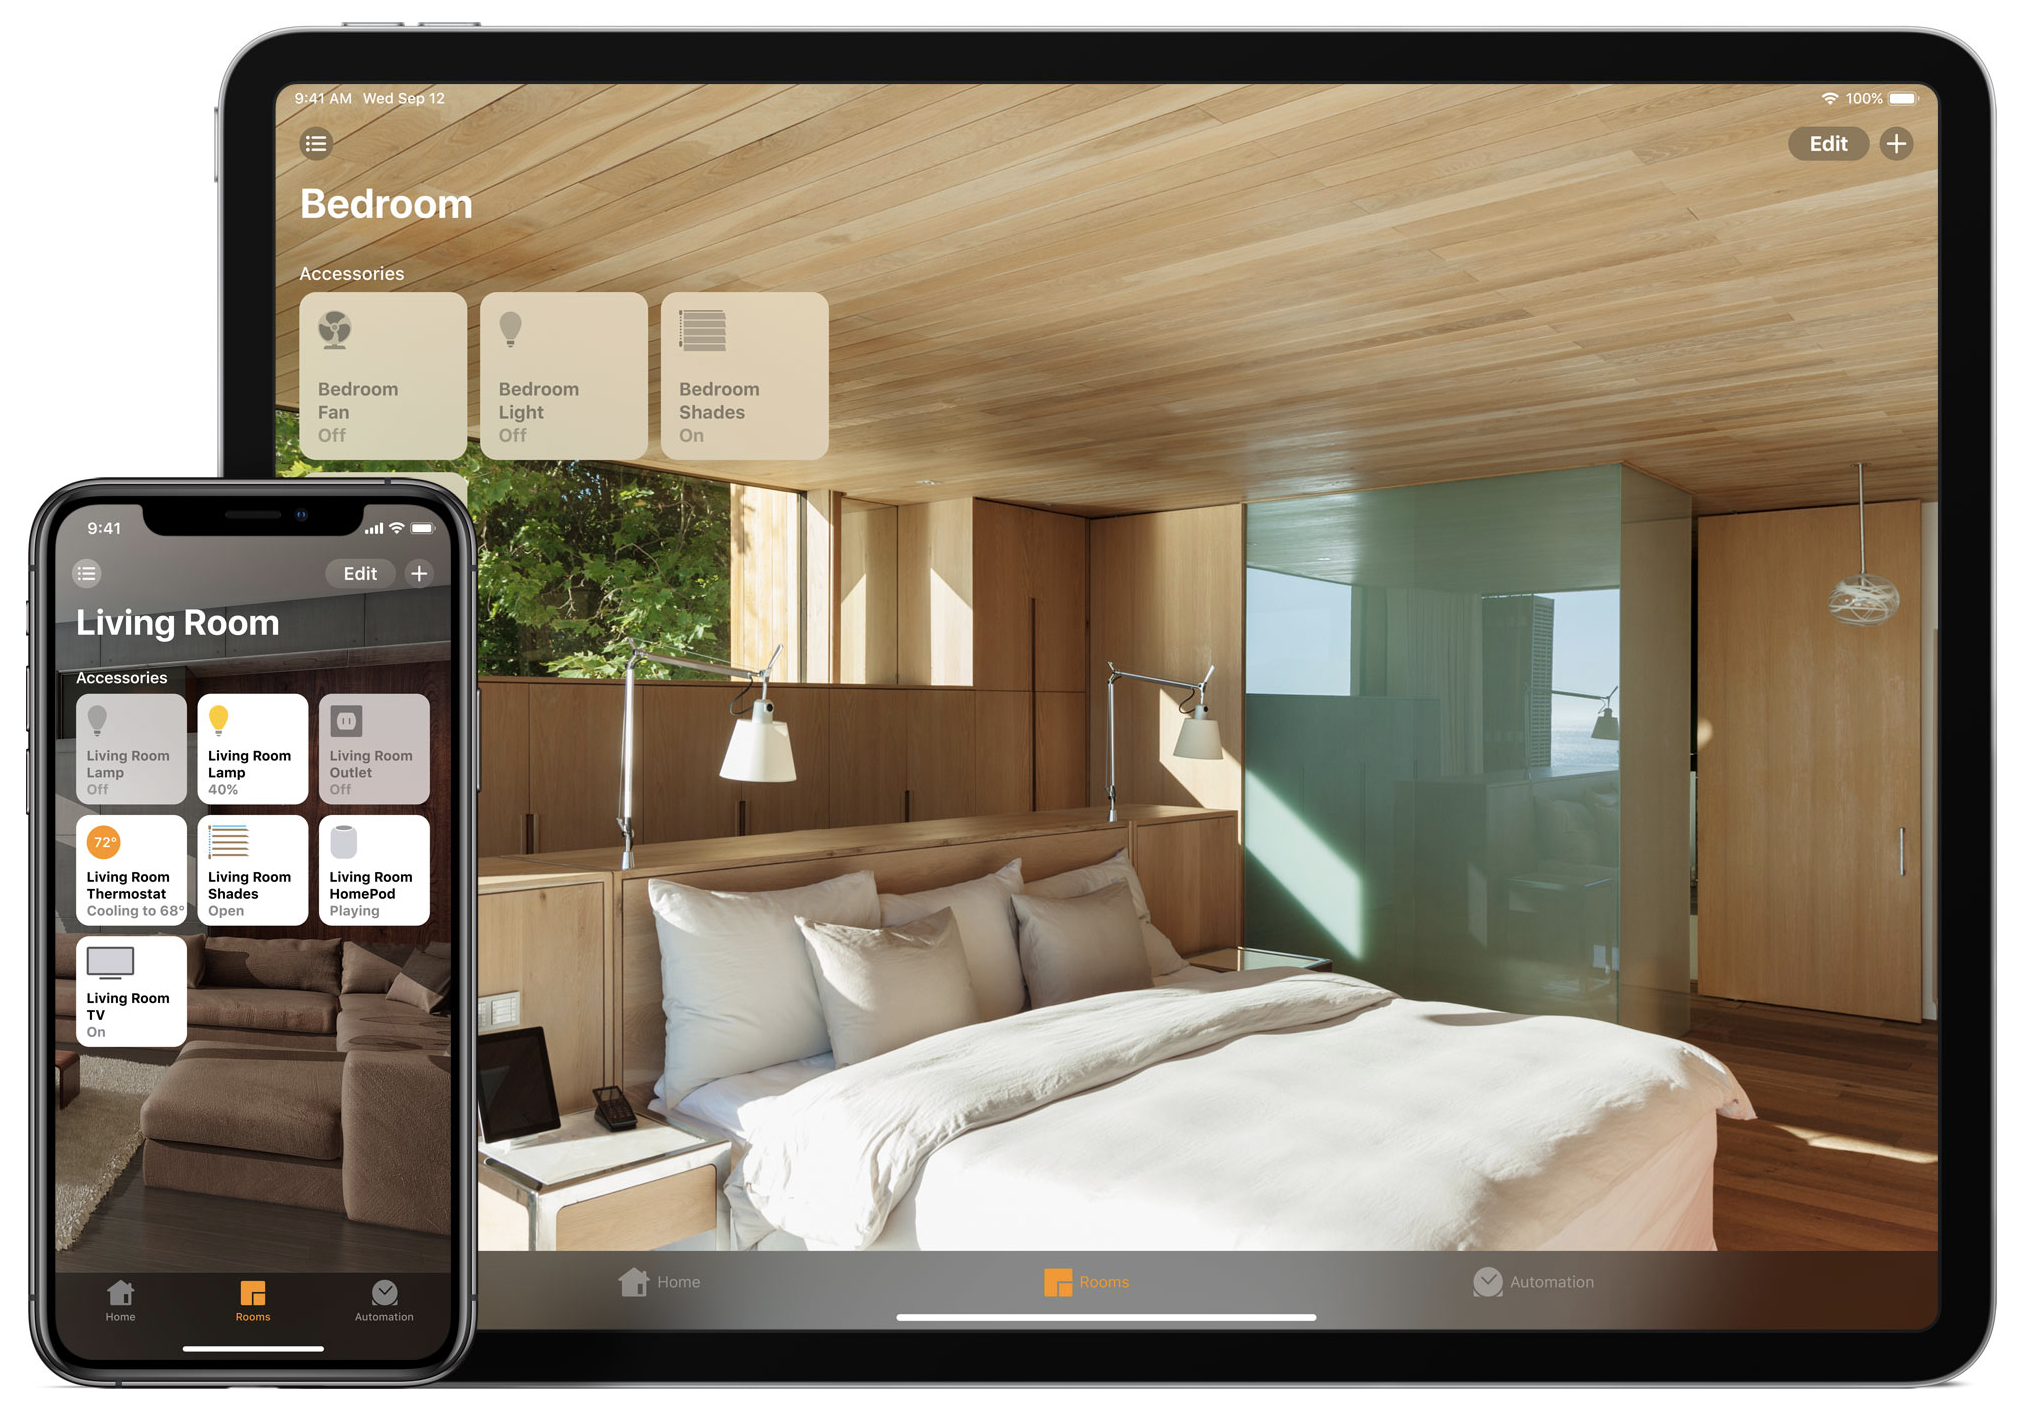 9:41 AM Wed Sep 12
100%
Edit
Bedroom
Accessories
Bedroom
Fan
Off
Bedroom
Light
Off
Bedroom
Shades
On
Home
Rooms
Automation
9:41
Edit
Living Room
Accessories
Living Room
Lamp
Off
Living Room
Lamp
40%
Living Room
Outlet
Off
72°
Living Room
Thermostat
Cooling to 68°
Living Room
Shades
Open
Living Room
HomePod
Playing
Living Room
TV
On
Home
Rooms
Automation